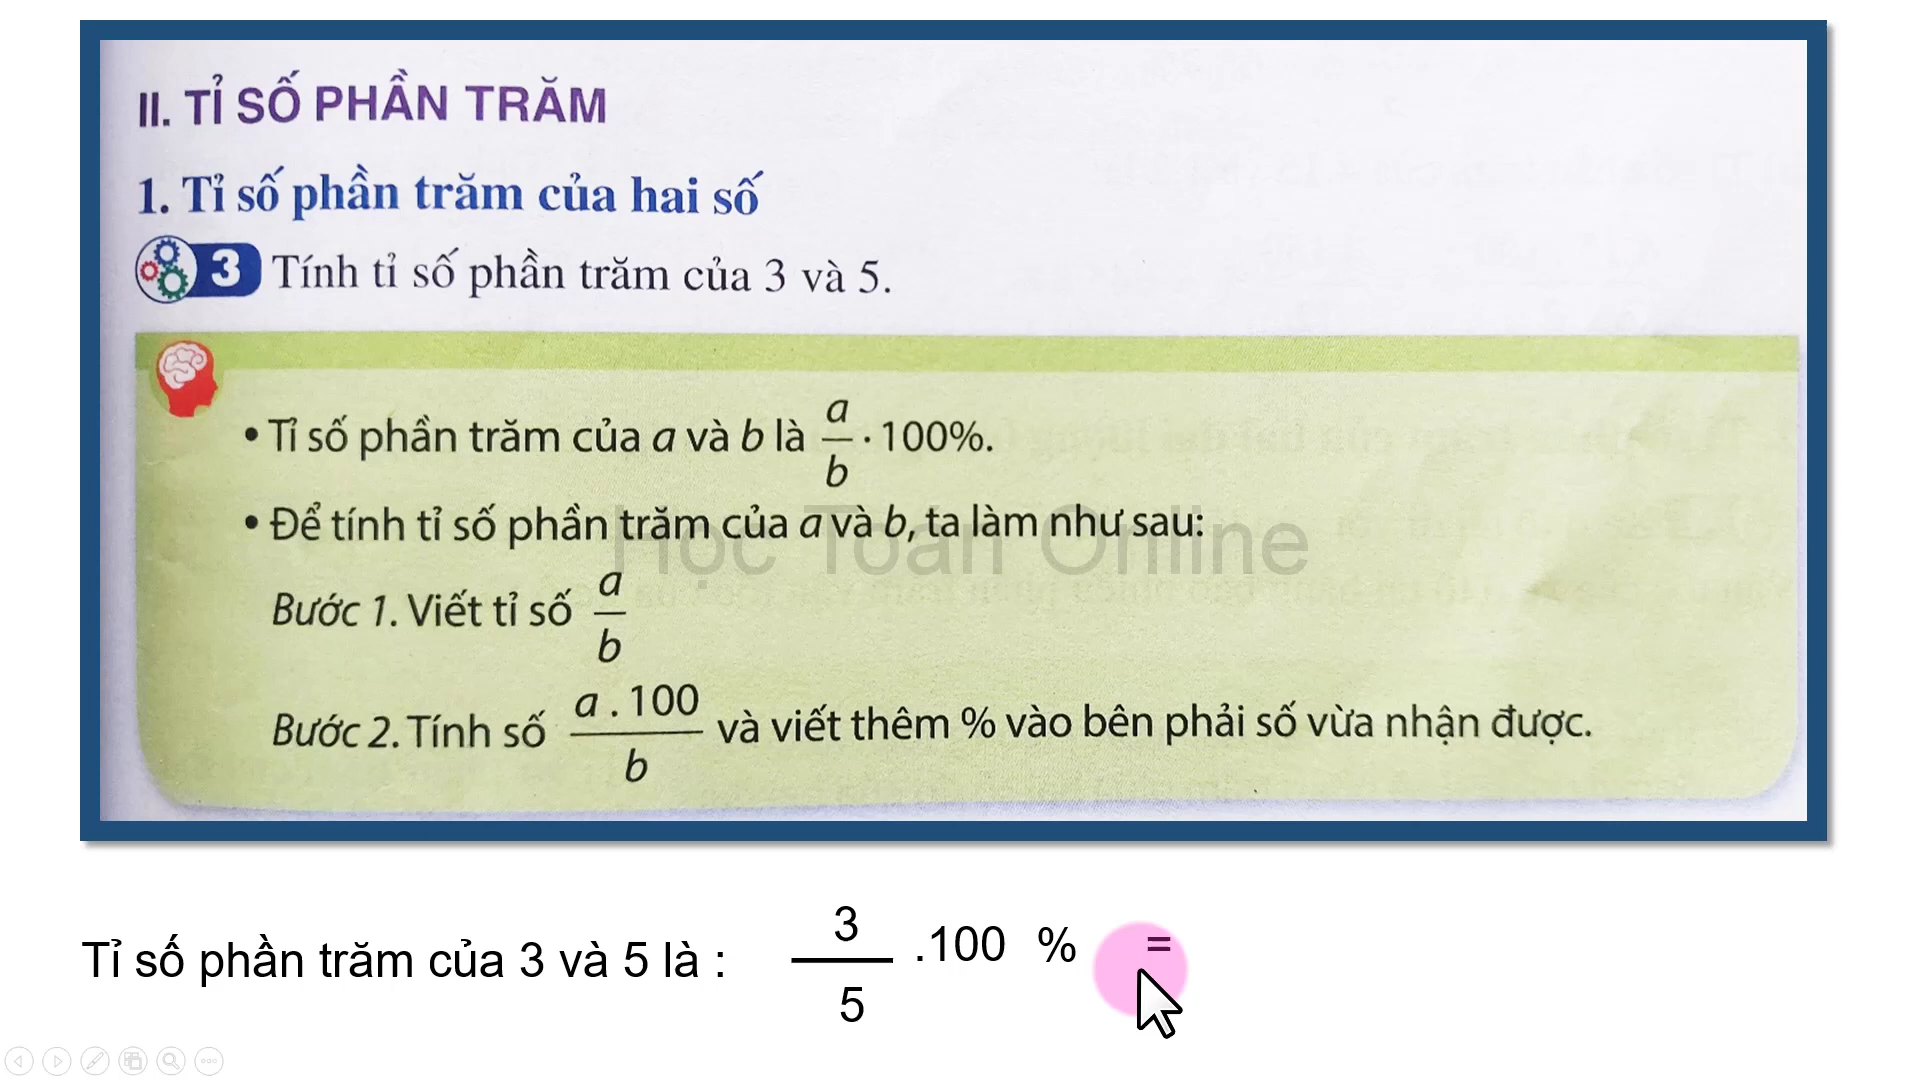 II. TỈ SỐ PHẦN TRĂM
1. Tỉ số phần trăm của hai số
3 Tính tỉ số phần trăm của 3 và 5.
• Tỉ số phần trăm của a và b là a/b · 100%.
• Để tính tỉ số phần trăm của a và b, ta làm như sau:
Học Toán Online
Bước 1. Viết tỉ số a/b
Bước 2. Tính số a . 100/b và viết thêm % vào bên phải số vừa nhận được.
Tỉ số phần trăm của 3 và 5 là : 3/5 .100 % =